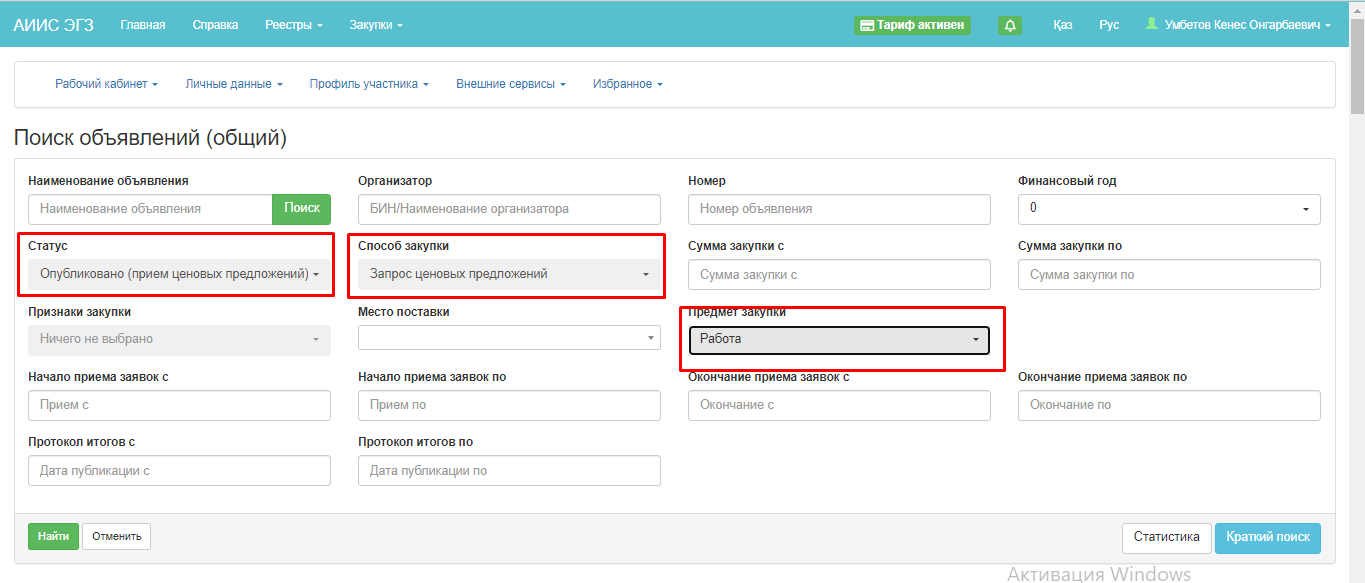 АИИС ЭГЗ Главная Справка Реестры Закупки Тариф активен Қаз Рус Умбетов Кенес Онгарбаевич
Рабочий кабинет Личные данные Профиль участника Внешние сервисы Избранное
Поиск объявлений (общий)
Наименование объявления Организатор Номер Финансовый год
Наименование объявления Поиск БИН/Наименование организатора Номер объявления 0
Статус Способ закупки Сумма закупки с Сумма закупки по
Опубликовано (прием ценовых предложений) Запрос ценовых предложений Сумма закупки с Сумма закупки по
Признаки закупки Место поставки Предмет закупки
Ничего не выбрано Работа
Начало приема заявок с Начало приема заявок по Окончание приема заявок с Окончание приема заявок по
Прием с Прием по Окончание с Окончание по
Протокол итогов с Протокол итогов по
Дата публикации с Дата публикации по
Найти Отменить Статистика Краткий поиск
Активация Windows